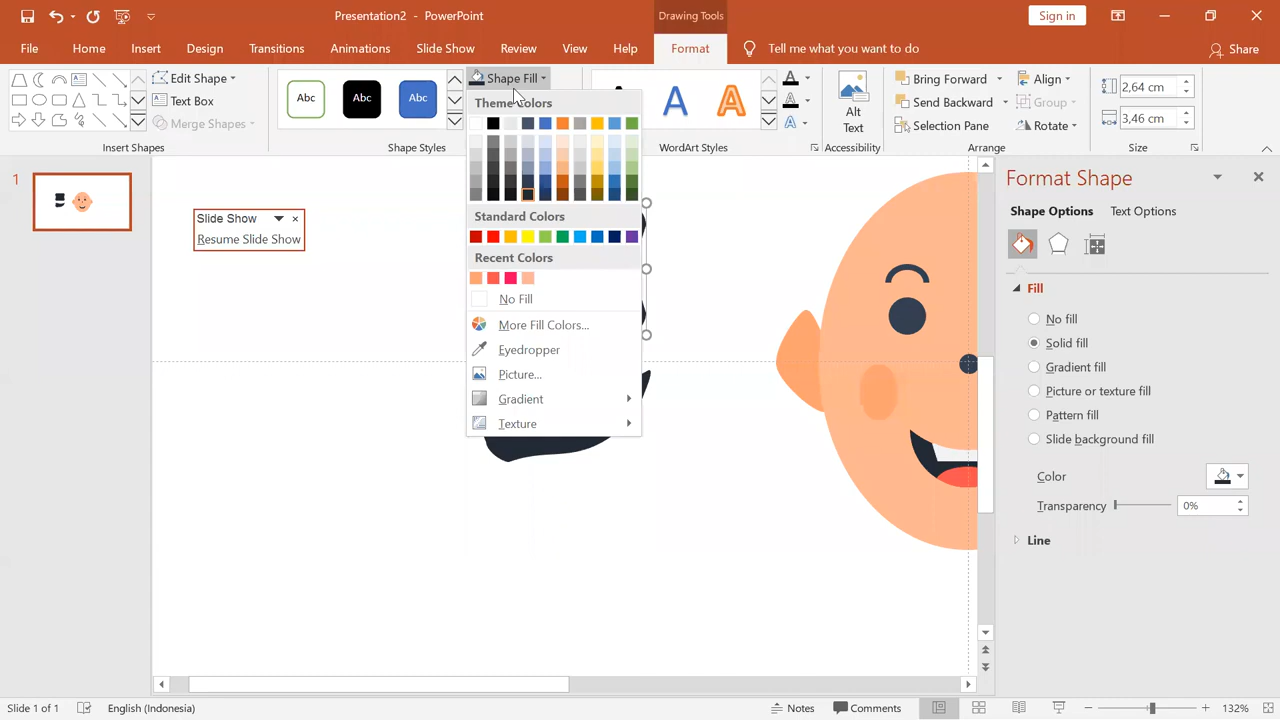 Presentation2 - PowerPoint
Drawing Tools
Sign in
File
Home
Insert
Design
Transitions
Animations
Slide Show
Review
View
Help
Format
Tell me what you want to do
Share
Edit Shape
Text Box
Merge Shapes
Insert Shapes
Abc
Abc
Abc
Shape Styles
Shape Fill
WordArt Styles
Alt
Text
Accessibility
Bring Forward
Send Backward
Selection Pane
Align
Group
Rotate
Arrange
2,64 cm
3,46 cm
Size
Theme Colors
Standard Colors
Recent Colors
No Fill
More Fill Colors...
Eyedropper
Picture...
Gradient
Texture
1
Slide Show
Resume Slide Show
Format Shape
Shape Options
Text Options
Fill
No fill
Solid fill
Gradient fill
Picture or texture fill
Pattern fill
Slide background fill
Color
Transparency
0%
Line
Slide 1 of 1
English (Indonesia)
Notes
Comments
132%